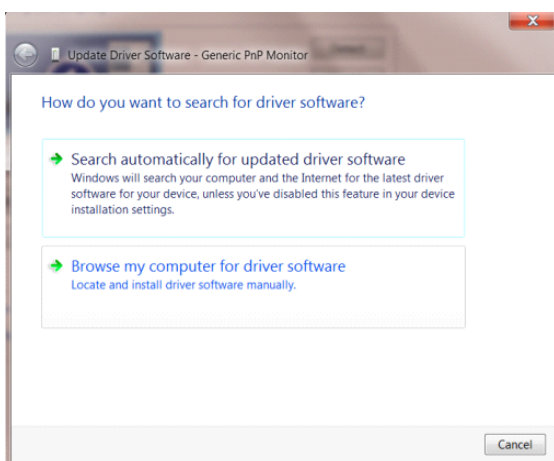 Update Driver Software - Generic PnP Monitor
How do you want to search for driver software?
Search automatically for updated driver software
Windows will search your computer and the Internet for the latest driver
software for your device, unless you've disabled this feature in your device
installation settings.
Browse my computer for driver software
Locate and install driver software manually.
Cancel